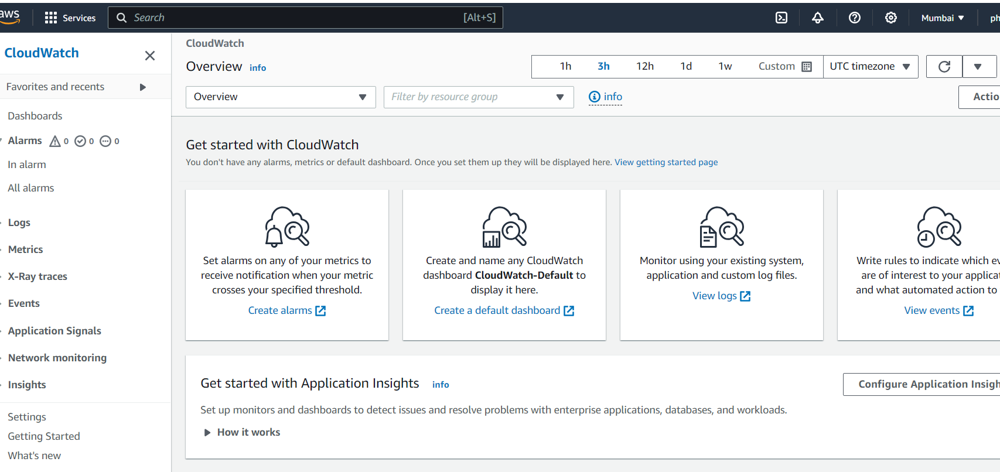 aws
Services
Search [Alt+S]
Mumbai
ph
CloudWatch
Favorites and recents
Dashboards
Alarms 0 0 0
In alarm
All alarms
Logs
Metrics
X-Ray traces
Events
Application Signals
Network monitoring
Insights
Settings
Getting Started
What's new
CloudWatch
Overview info
1h 3h 12h 1d 1w Custom UTC timezone
Overview
Filter by resource group
info
Actio
Get started with CloudWatch
You don't have any alarms, metrics or default dashboard. Once you set them up they will be displayed here. View getting started page
Set alarms on any of your metrics to
receive notification when your metric
crosses your specified threshold.
Create alarms
Create and name any CloudWatch
dashboard CloudWatch-Default to
display it here.
Create a default dashboard
Monitor using your existing system,
application and custom log files.
View logs
Write rules to indicate which ev
are of interest to your applicat
and what automated action to
View events
Get started with Application Insights info
Configure Application Insigh
Set up monitors and dashboards to detect issues and resolve problems with enterprise applications, databases, and workloads.
How it works